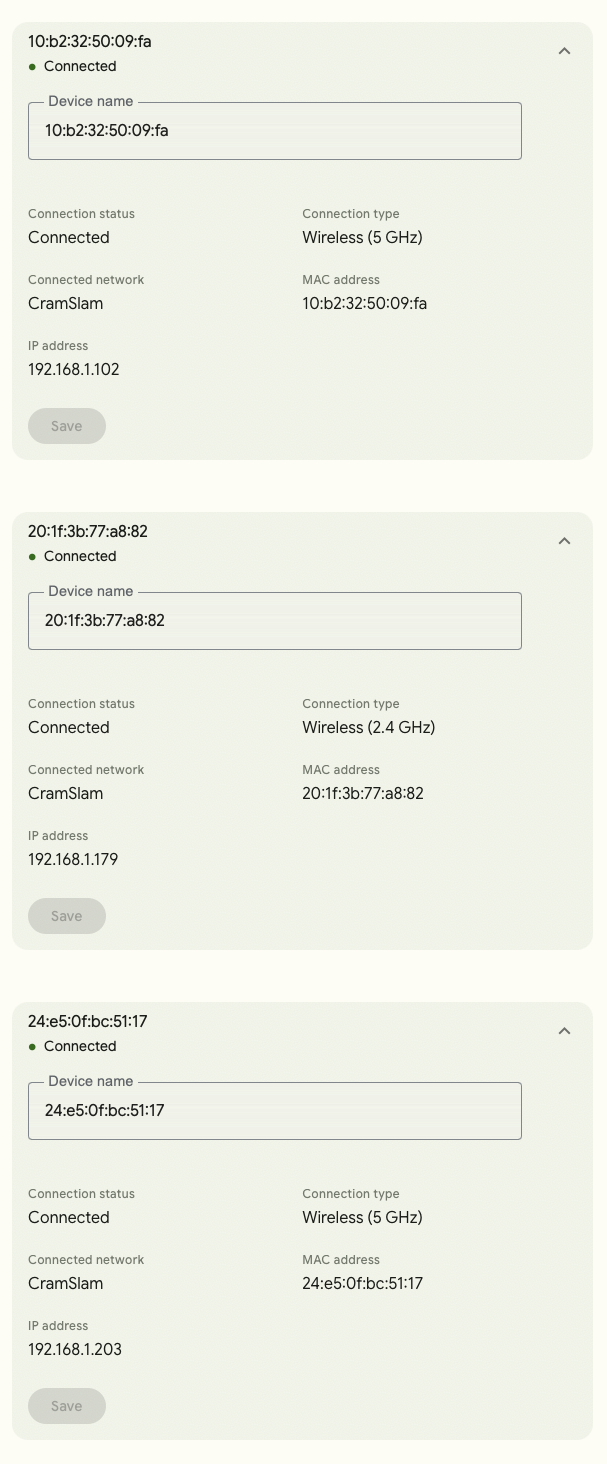 10:b2:32:50:09:fa
Connected
Device name
10:b2:32:50:09:fa
Connection status
Connection type
Connected
Wireless (5 GHz)
Connected network
MAC address
CramSlam
10:b2:32:50:09:fa
IP address
192.168.1.102
Save
20:1f:3b:77:a8:82
Connected
Device name
20:1f:3b:77:a8:82
Connection status
Connection type
Connected
Wireless (2.4 GHz)
Connected network
MAC address
CramSlam
20:1f:3b:77:a8:82
IP address
192.168.1.179
Save
24:e5:0f:bc:51:17
Connected
Device name
24:e5:0f:bc:51:17
Connection status
Connection type
Connected
Wireless (5 GHz)
Connected network
MAC address
CramSlam
24:e5:0f:bc:51:17
IP address
192.168.1.203
Save